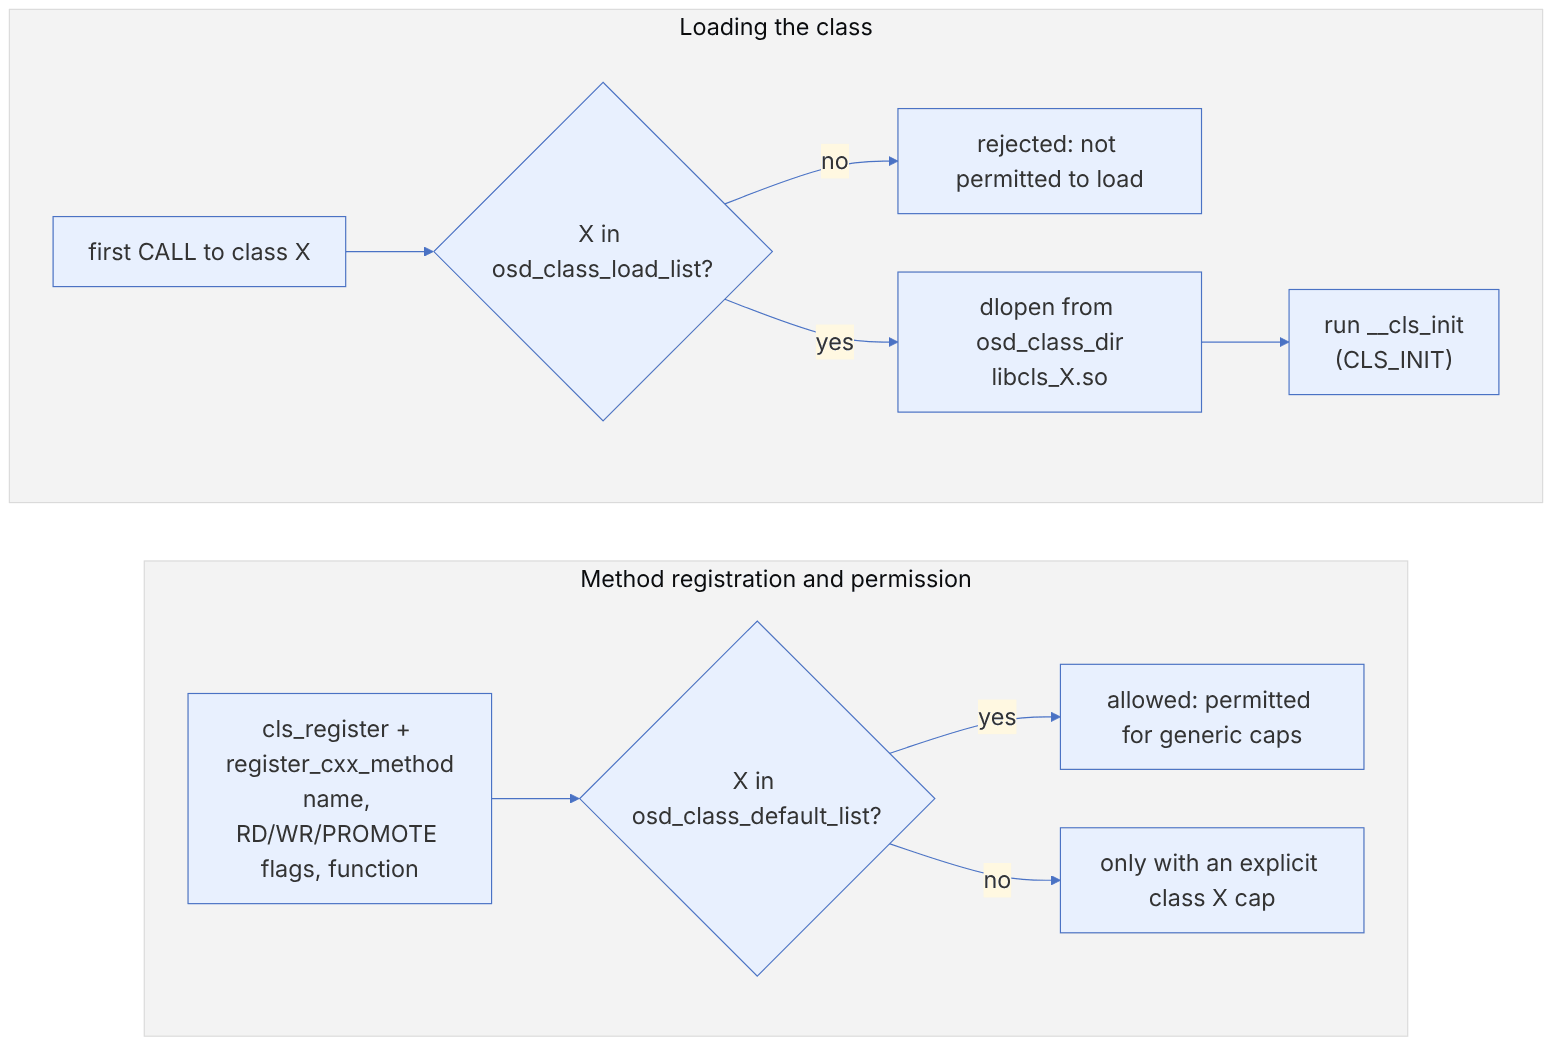 Loading the class
first CALL to class X
X in
osd_class_load_list?
no
rejected: not
permitted to load
yes
dlopen from
osd_class_dir
libcls_X.so
run __cls_init
(CLS_INIT)
Method registration and permission
cls_register +
register_cxx_method
name,
RD/WR/PROMOTE
flags, function
X in
osd_class_default_list?
yes
allowed: permitted
for generic caps
no
only with an explicit
class X cap